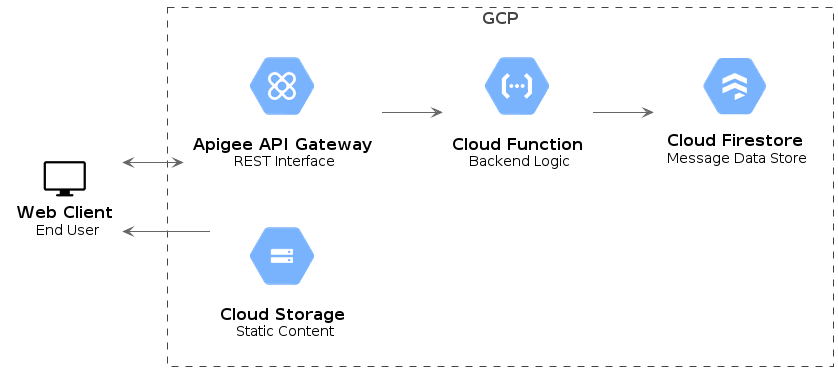 GCP
Apigee API Gateway
REST Interface
Cloud Function
Backend Logic
Cloud Firestore
Message Data Store
Web Client
End User
Cloud Storage
Static Content